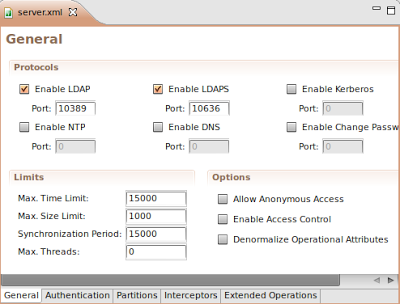 server.xml
General
Protocols
Enable LDAP Enable LDAPS Enable Kerberos
Port: 10389 Port: 10636 Port: 0
Enable NTP Enable DNS Enable Change Passw
Port: 0 Port: 0 Port: 0
Limits Options
Max. Time Limit: 15000 Allow Anonymous Access
Max. Size Limit: 1000 Enable Access Control
Synchronization Period: 15000 Denormalize Operational Attributes
Max. Threads: 0
General Authentication Partitions Interceptors Extended Operations